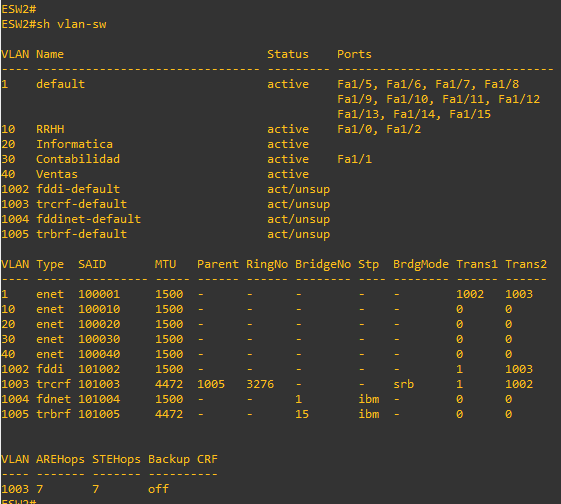 ESW2#
ESW2#sh vlan-sw
VLAN Name                             Status    Ports
---- -------------------------------- --------- -------------------------------
1    default                          active    Fa1/5, Fa1/6, Fa1/7, Fa1/8
                                                Fa1/9, Fa1/10, Fa1/11, Fa1/12
                                                Fa1/13, Fa1/14, Fa1/15
10   RRHH                             active    Fa1/0, Fa1/2
20   Informatica                      active
30   Contabilidad                     active    Fa1/1
40   Ventas                           active
1002 fddi-default                     act/unsup
1003 trcrf-default                    act/unsup
1004 fddinet-default                  act/unsup
1005 trbrf-default                    act/unsup
VLAN Type  SAID       MTU   Parent RingNo BridgeNo Stp  BrdgMode Trans1 Trans2
---- ----- ---------- ----- ------ ------ -------- ---- -------- ------ ------
1    enet  100001     1500  -      -      -        -    -        1002   1003
10   enet  100010     1500  -      -      -        -    -        0      0
20   enet  100020     1500  -      -      -        -    -        0      0
30   enet  100030     1500  -      -      -        -    -        0      0
40   enet  100040     1500  -      -      -        -    -        0      0
1002 fddi  101002     1500  -      -      -        -    -        1      1003
1003 trcrf 101003     4472  1005   3276   -        -    srb      1      1002
1004 fdnet 101004     1500  -      -      1        ibm  -        0      0
1005 trbrf 101005     4472  -      -      15       ibm  -        0      0
VLAN AREHops STEHops Backup CRF
---- ------- ------- ----------
1003 7       7       off
ESW2#